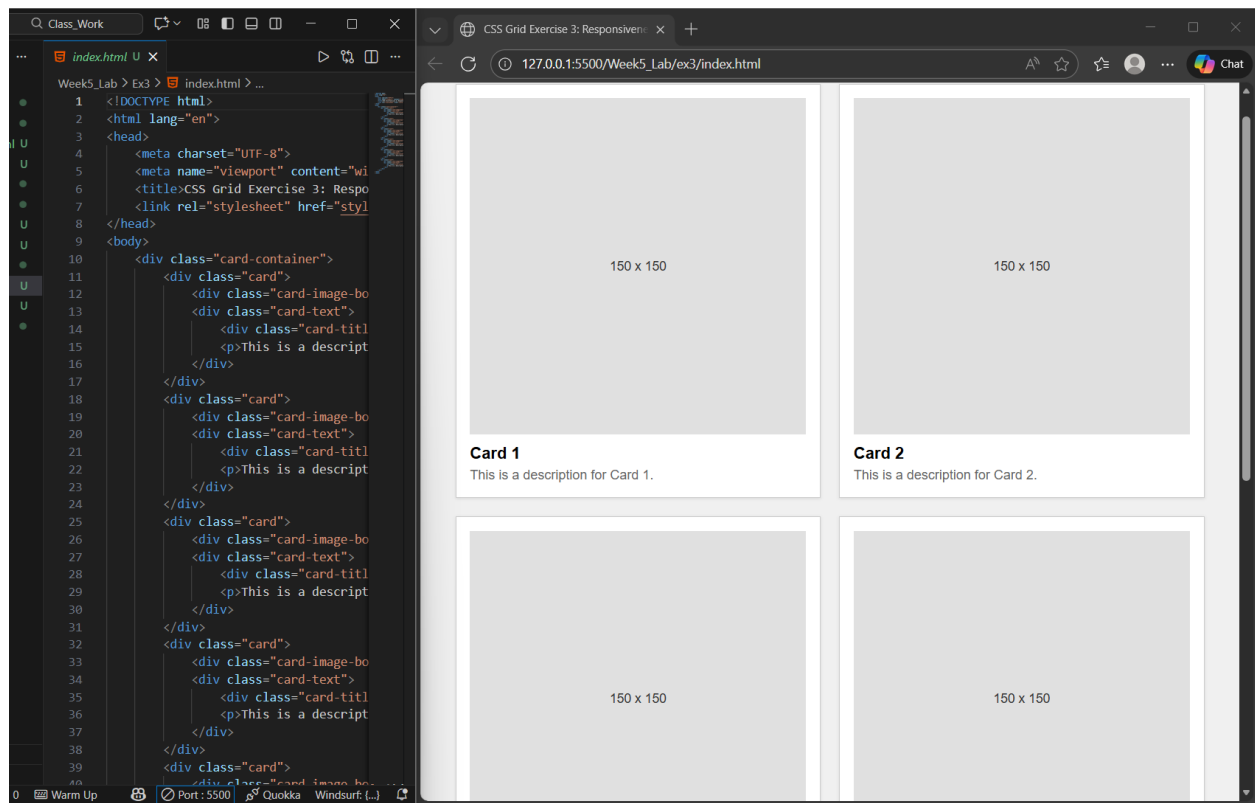 Class_Work
index.html U
Week5_Lab > Ex3 > index.html > ...
1 <!DOCTYPE html>
2 <html lang="en">
3 <head>
4 <meta charset="UTF-8">
5 <meta name="viewport" content="wi
6 <title>CSS Grid Exercise 3: Respo
7 <link rel="stylesheet" href="styl
8 </head>
9 <body>
10 <div class="card-container">
11 <div class="card">
12 <div class="card-image-bo
13 <div class="card-text">
14 <div class="card-titl
15 <p>This is a descript
16 </div>
17 </div>
18 <div class="card">
19 <div class="card-image-bo
20 <div class="card-text">
21 <div class="card-titl
22 <p>This is a descript
23 </div>
24 </div>
25 <div class="card">
26 <div class="card-image-bo
27 <div class="card-text">
28 <div class="card-titl
29 <p>This is a descript
30 </div>
31 </div>
32 <div class="card">
33 <div class="card-image-bo
34 <div class="card-text">
35 <div class="card-titl
36 <p>This is a descript
37 </div>
38 </div>
39 <div class="card">
40 <div class="card-image-bo
U
U
U
U
U
U
U
0 Warm Up Port : 5500 Quokka Windsurf: {...}
CSS Grid Exercise 3: Responsivene
127.0.0.1:5500/Week5_Lab/ex3/index.html
Chat
150 x 150
150 x 150
Card 1
This is a description for Card 1.
Card 2
This is a description for Card 2.
150 x 150
150 x 150